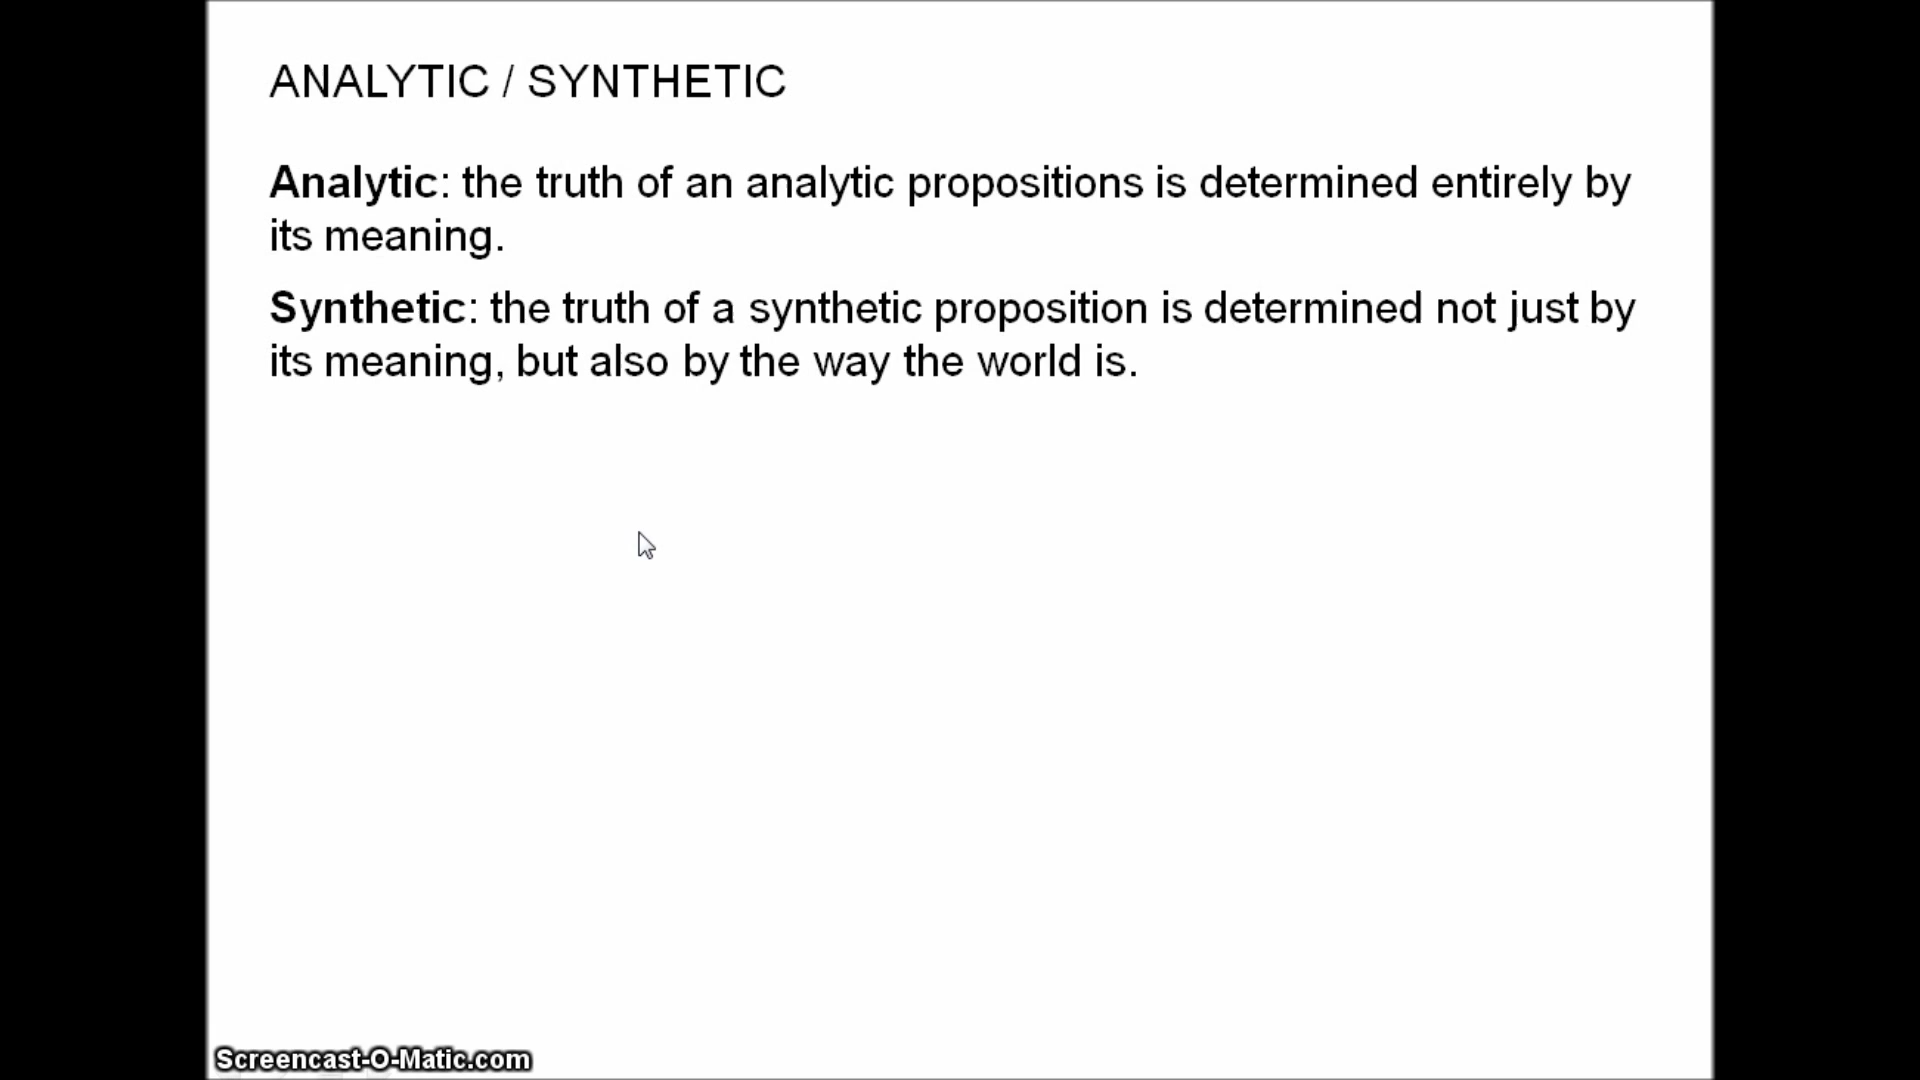 ANALYTIC / SYNTHETIC
Analytic: the truth of an analytic propositions is determined entirely by
its meaning.
Synthetic: the truth of a synthetic proposition is determined not just by
its meaning, but also by the way the world is.
Screencast-O-Matic.com